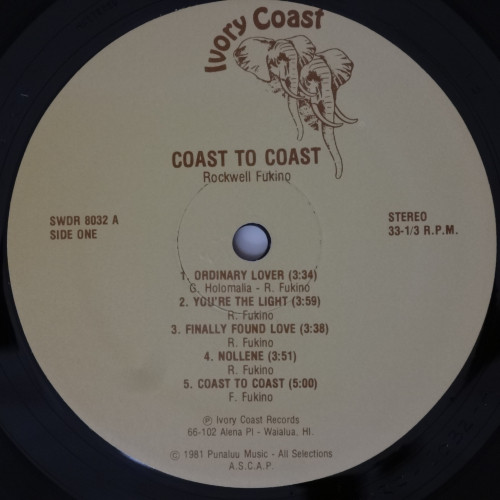 Ivory Coast
COAST TO COAST
Rockwell Fukino
SWDR 8032 A
SIDE ONE
STEREO
33-1/3 R.P.M.
1. ORDINARY LOVER (3:34)
G. Holomalia - R. Fukino
2. YOU'RE THE LIGHT (3:59)
R. Fukino
3. FINALLY FOUND LOVE (3:38)
R. Fukino
4. NOLLENE (3:51)
R. Fukino
5. COAST TO COAST (5:00)
F. Fukino
℗ Ivory Coast Records
66-102 Alena Pl - Waialua, HI.
© 1981 Punaluu Music - All Selections
A.S.C.A.P.